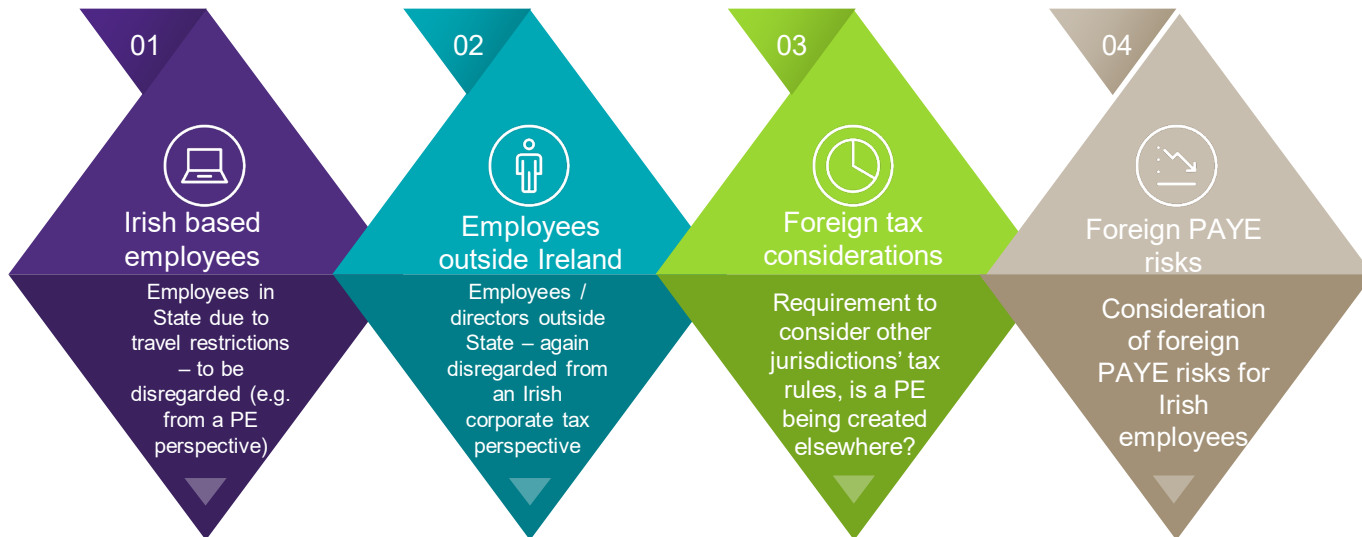 01
Irish based
employees
Employees in
State due to
travel restrictions
– to be
disregarded (e.g.
from a PE
perspective)
02
Employees
outside Ireland
Employees /
directors outside
State – again
disregarded from
an Irish
corporate tax
perspective
03
Foreign tax
considerations
Requirement to
consider other
jurisdictions’ tax
rules, is a PE
being created
elsewhere?
04
Foreign PAYE
risks
Consideration
of foreign
PAYE risks for
Irish
employees